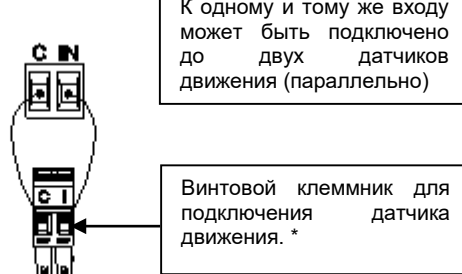 К одному и тому же входу
может быть подключено
до двух датчиков
движения (параллельно)
C IN
C I
Винтовой клеммник для
подключения датчика
движения. *